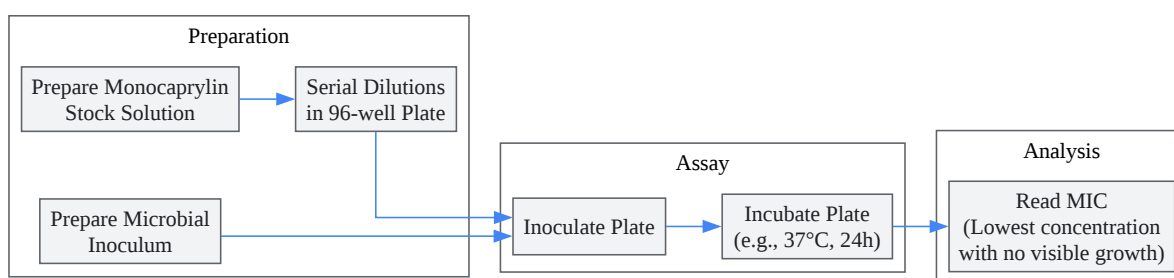 Preparation
Prepare Monocaprylin
Stock Solution
Serial Dilutions
in 96-well Plate
Prepare Microbial
Inoculum
Assay
Inoculate Plate
Incubate Plate
(e.g., 37°C, 24h)
Analysis
Read MIC
(Lowest concentration
with no visible growth)